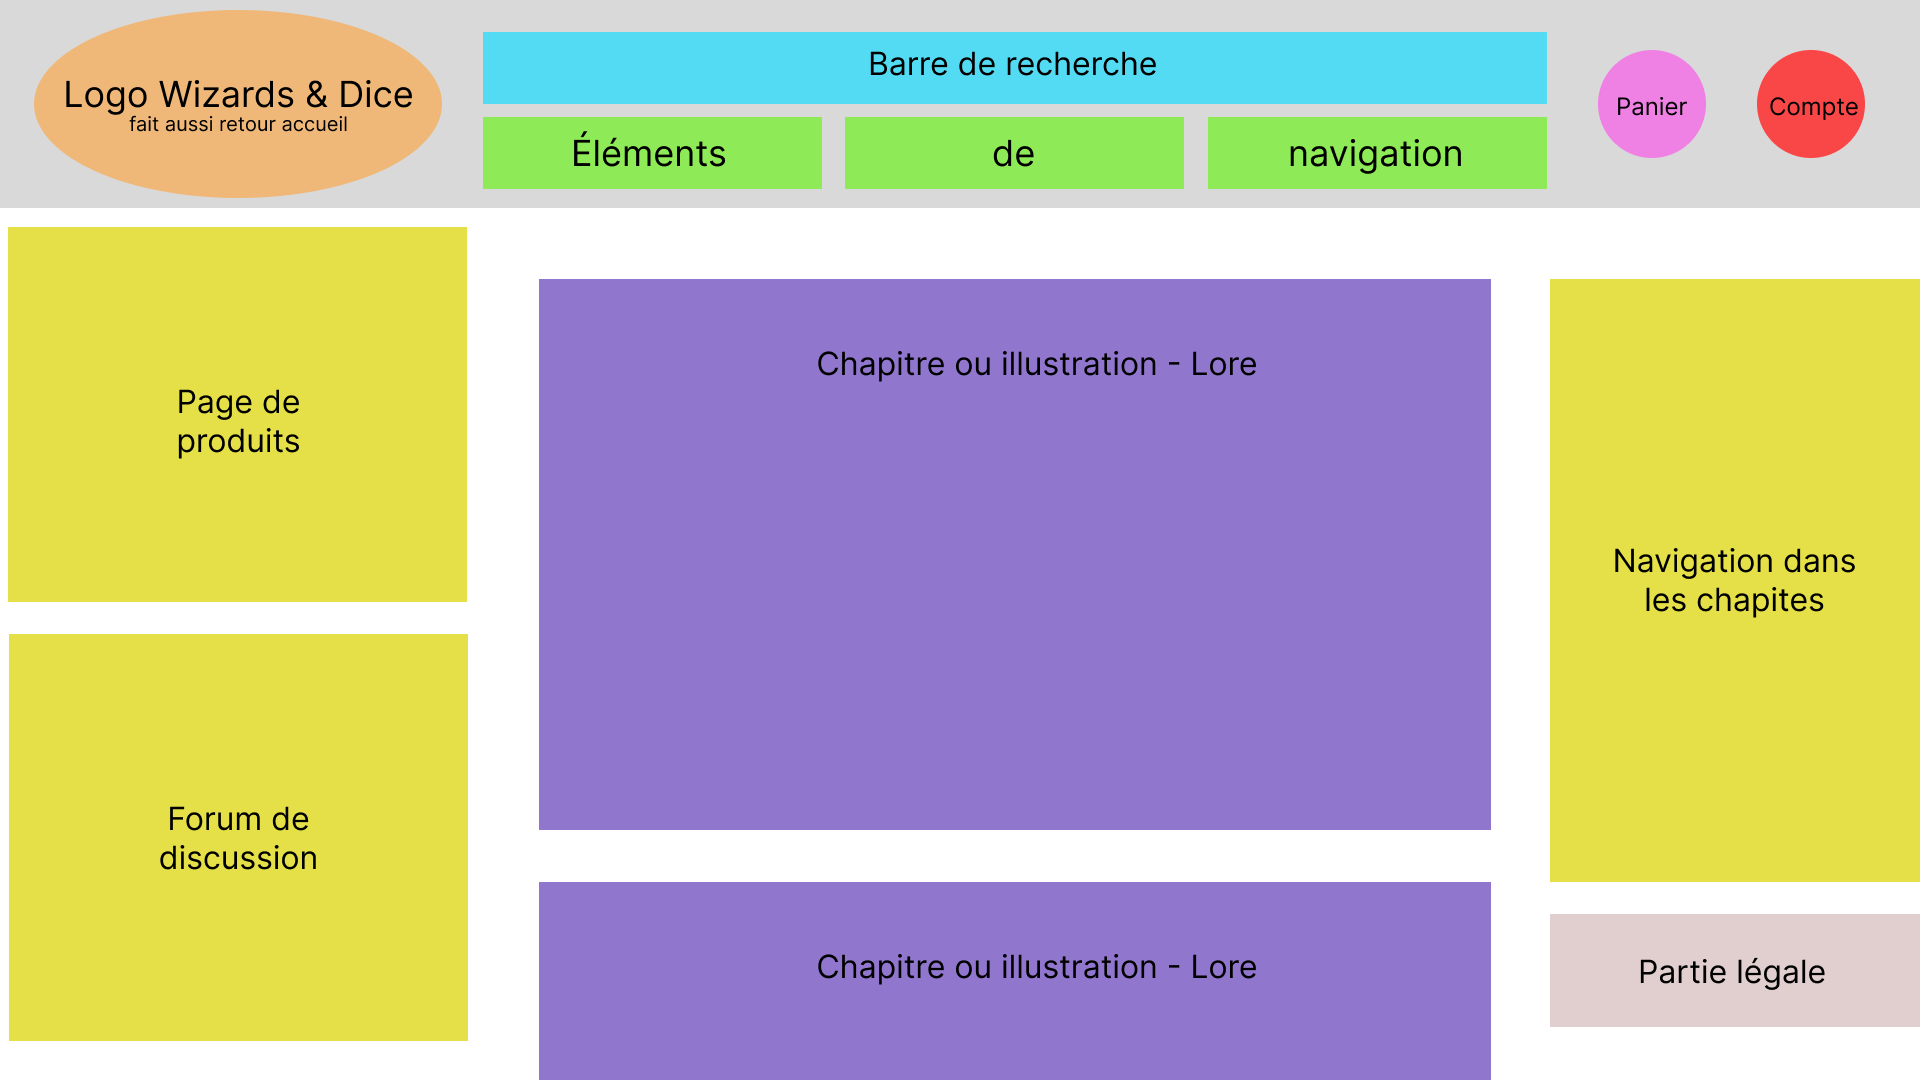 Logo Wizards & Dice
fait aussi retour accueil
Barre de recherche
Éléments
de
navigation
Panier
Compte
Page de
produits
Forum de
discussion
Chapitre ou illustration - Lore
Chapitre ou illustration - Lore
Navigation dans
les chapites
Partie légale